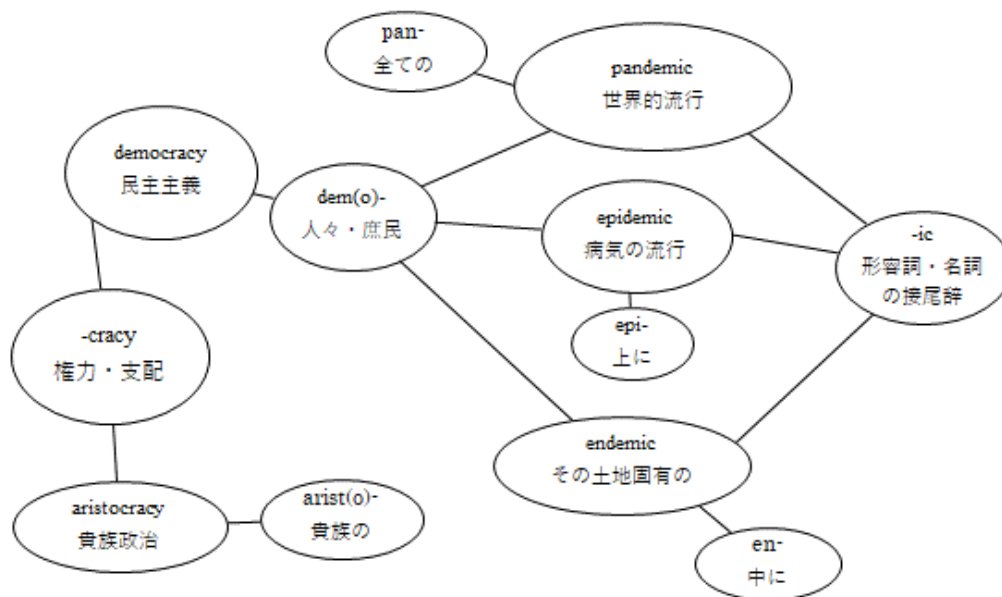 pan-
全ての
pandemic
世界的流行
democracy
民主主義
dem(o)-
人々・庶民
epidemic
病気の流行
-ic
形容詞・名詞
の接尾辞
-cracy
権力・支配
epi-
上に
endemic
その土地固有の
aristocracy
貴族政治
arist(o)-
貴族の
en-
中に